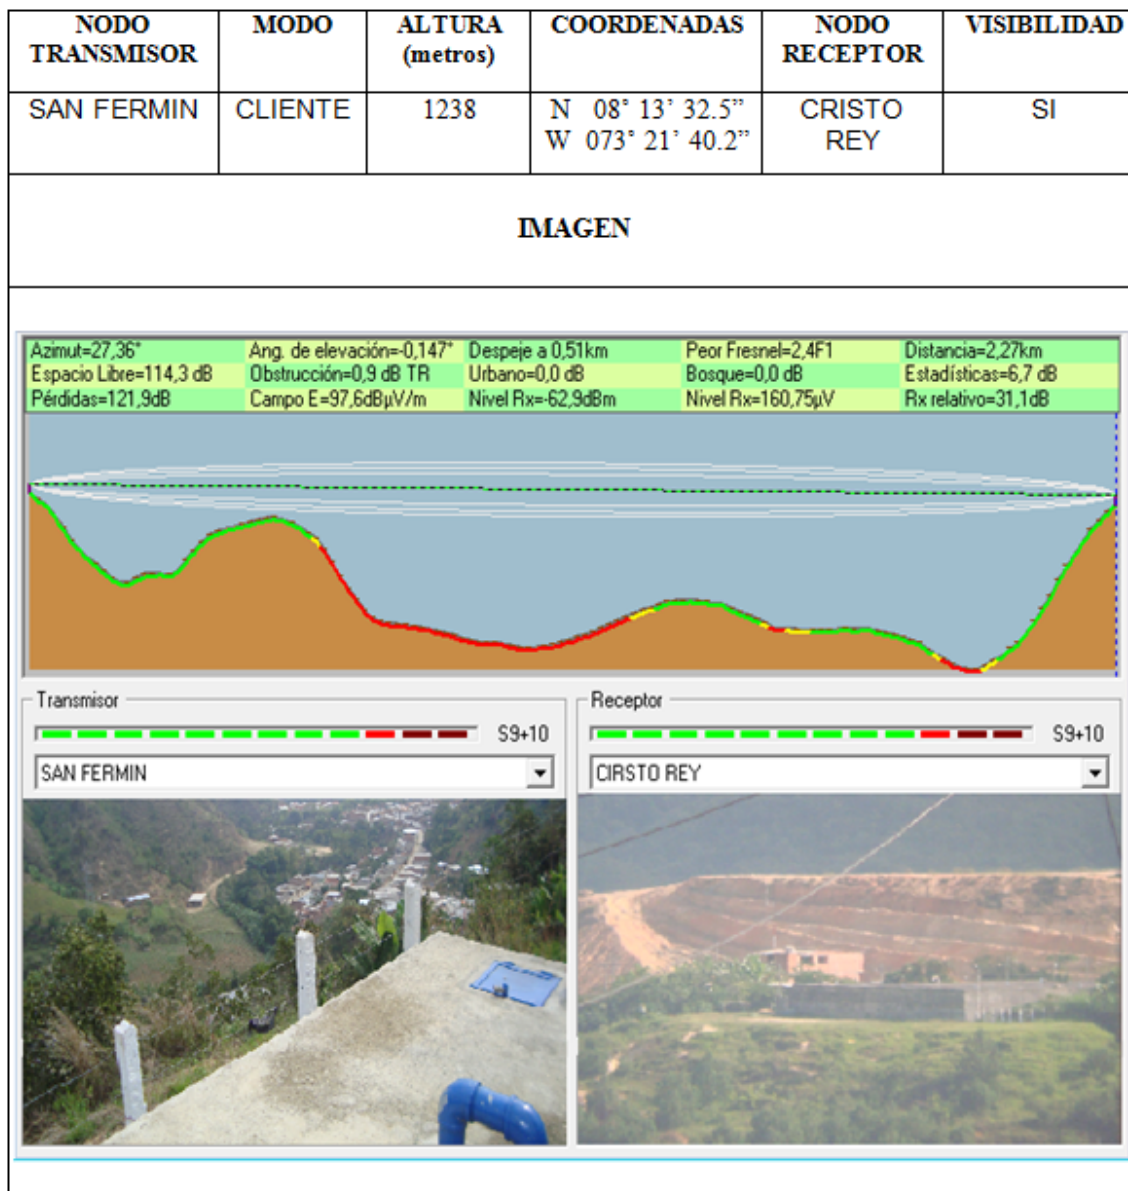 NODO TRANSMISOR MODO ALTURA (metros) COORDENADAS NODO RECEPTOR VISIBILIDAD
SAN FERMIN CLIENTE 1238 N 08° 13’ 32.5” W 073° 21’ 40.2” CRISTO REY SI
IMAGEN
Azimut=27,36° Ang. de elevación=-0,147° Despeje a 0,51km Peor Fresnel=2,4F1 Distancia=2,27km
Espacio Libre=114,3 dB Obstrucción=0,9 dB TR Urbano=0,0 dB Bosque=0,0 dB Estadísticas=6,7 dB
Pérdidas=121,9dB Campo E=97,6dBµV/m Nivel Rx=-62,9dBm Nivel Rx=160,75µV Rx relativo=31,1dB
Transmisor Receptor
S9+10 S9+10
SAN FERMIN CIRSTO REY